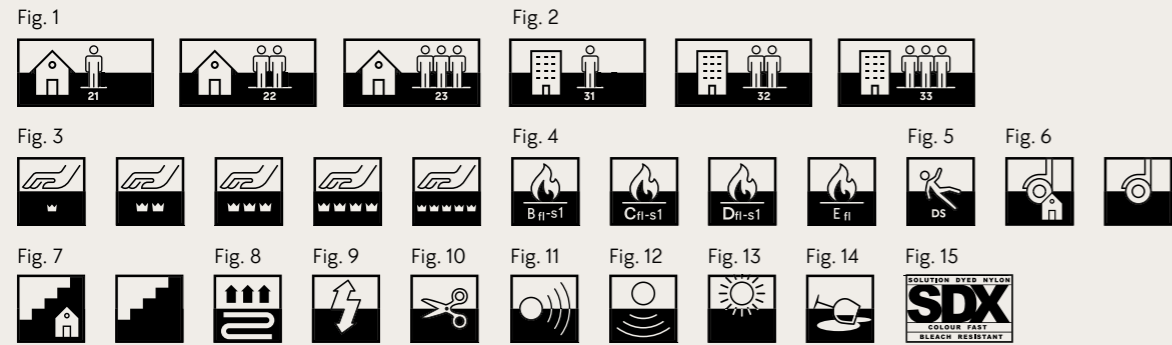 Fig. 1
Fig. 2
21
22
23
31
32
33
Fig. 3
Fig. 4
Fig. 5
Fig. 6
Bfl-s1
Cfl-s1
Dfl-s1
Efl
DS
Fig. 7
Fig. 8
Fig. 9
Fig. 10
Fig. 11
Fig. 12
Fig. 13
Fig. 14
Fig. 15
SOLUTION DYED NYLON
SDX
COLOUR FAST
BLEACH RESISTANT